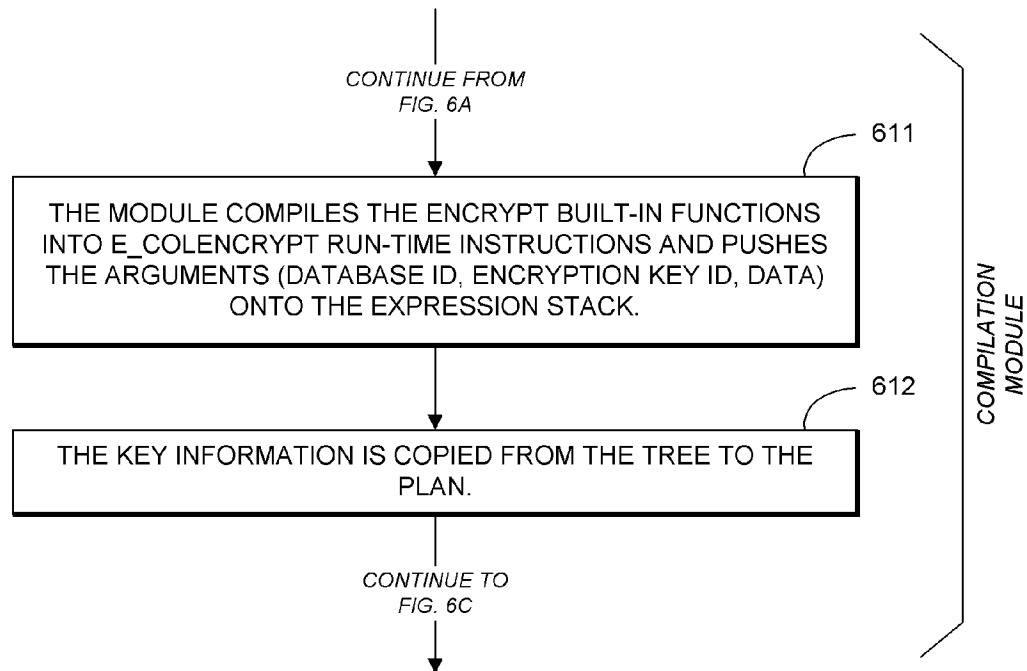 CONTINUE FROM
FIG. 6A
611
THE MODULE COMPILES THE ENCRYPT BUILT-IN FUNCTIONS
INTO E_COLENCRYPT RUN-TIME INSTRUCTIONS AND PUSHES
THE ARGUMENTS (DATABASE ID, ENCRYPTION KEY ID, DATA)
ONTO THE EXPRESSION STACK.
612
THE KEY INFORMATION IS COPIED FROM THE TREE TO THE
PLAN.
CONTINUE TO
FIG. 6C
COMPILATION
MODULE